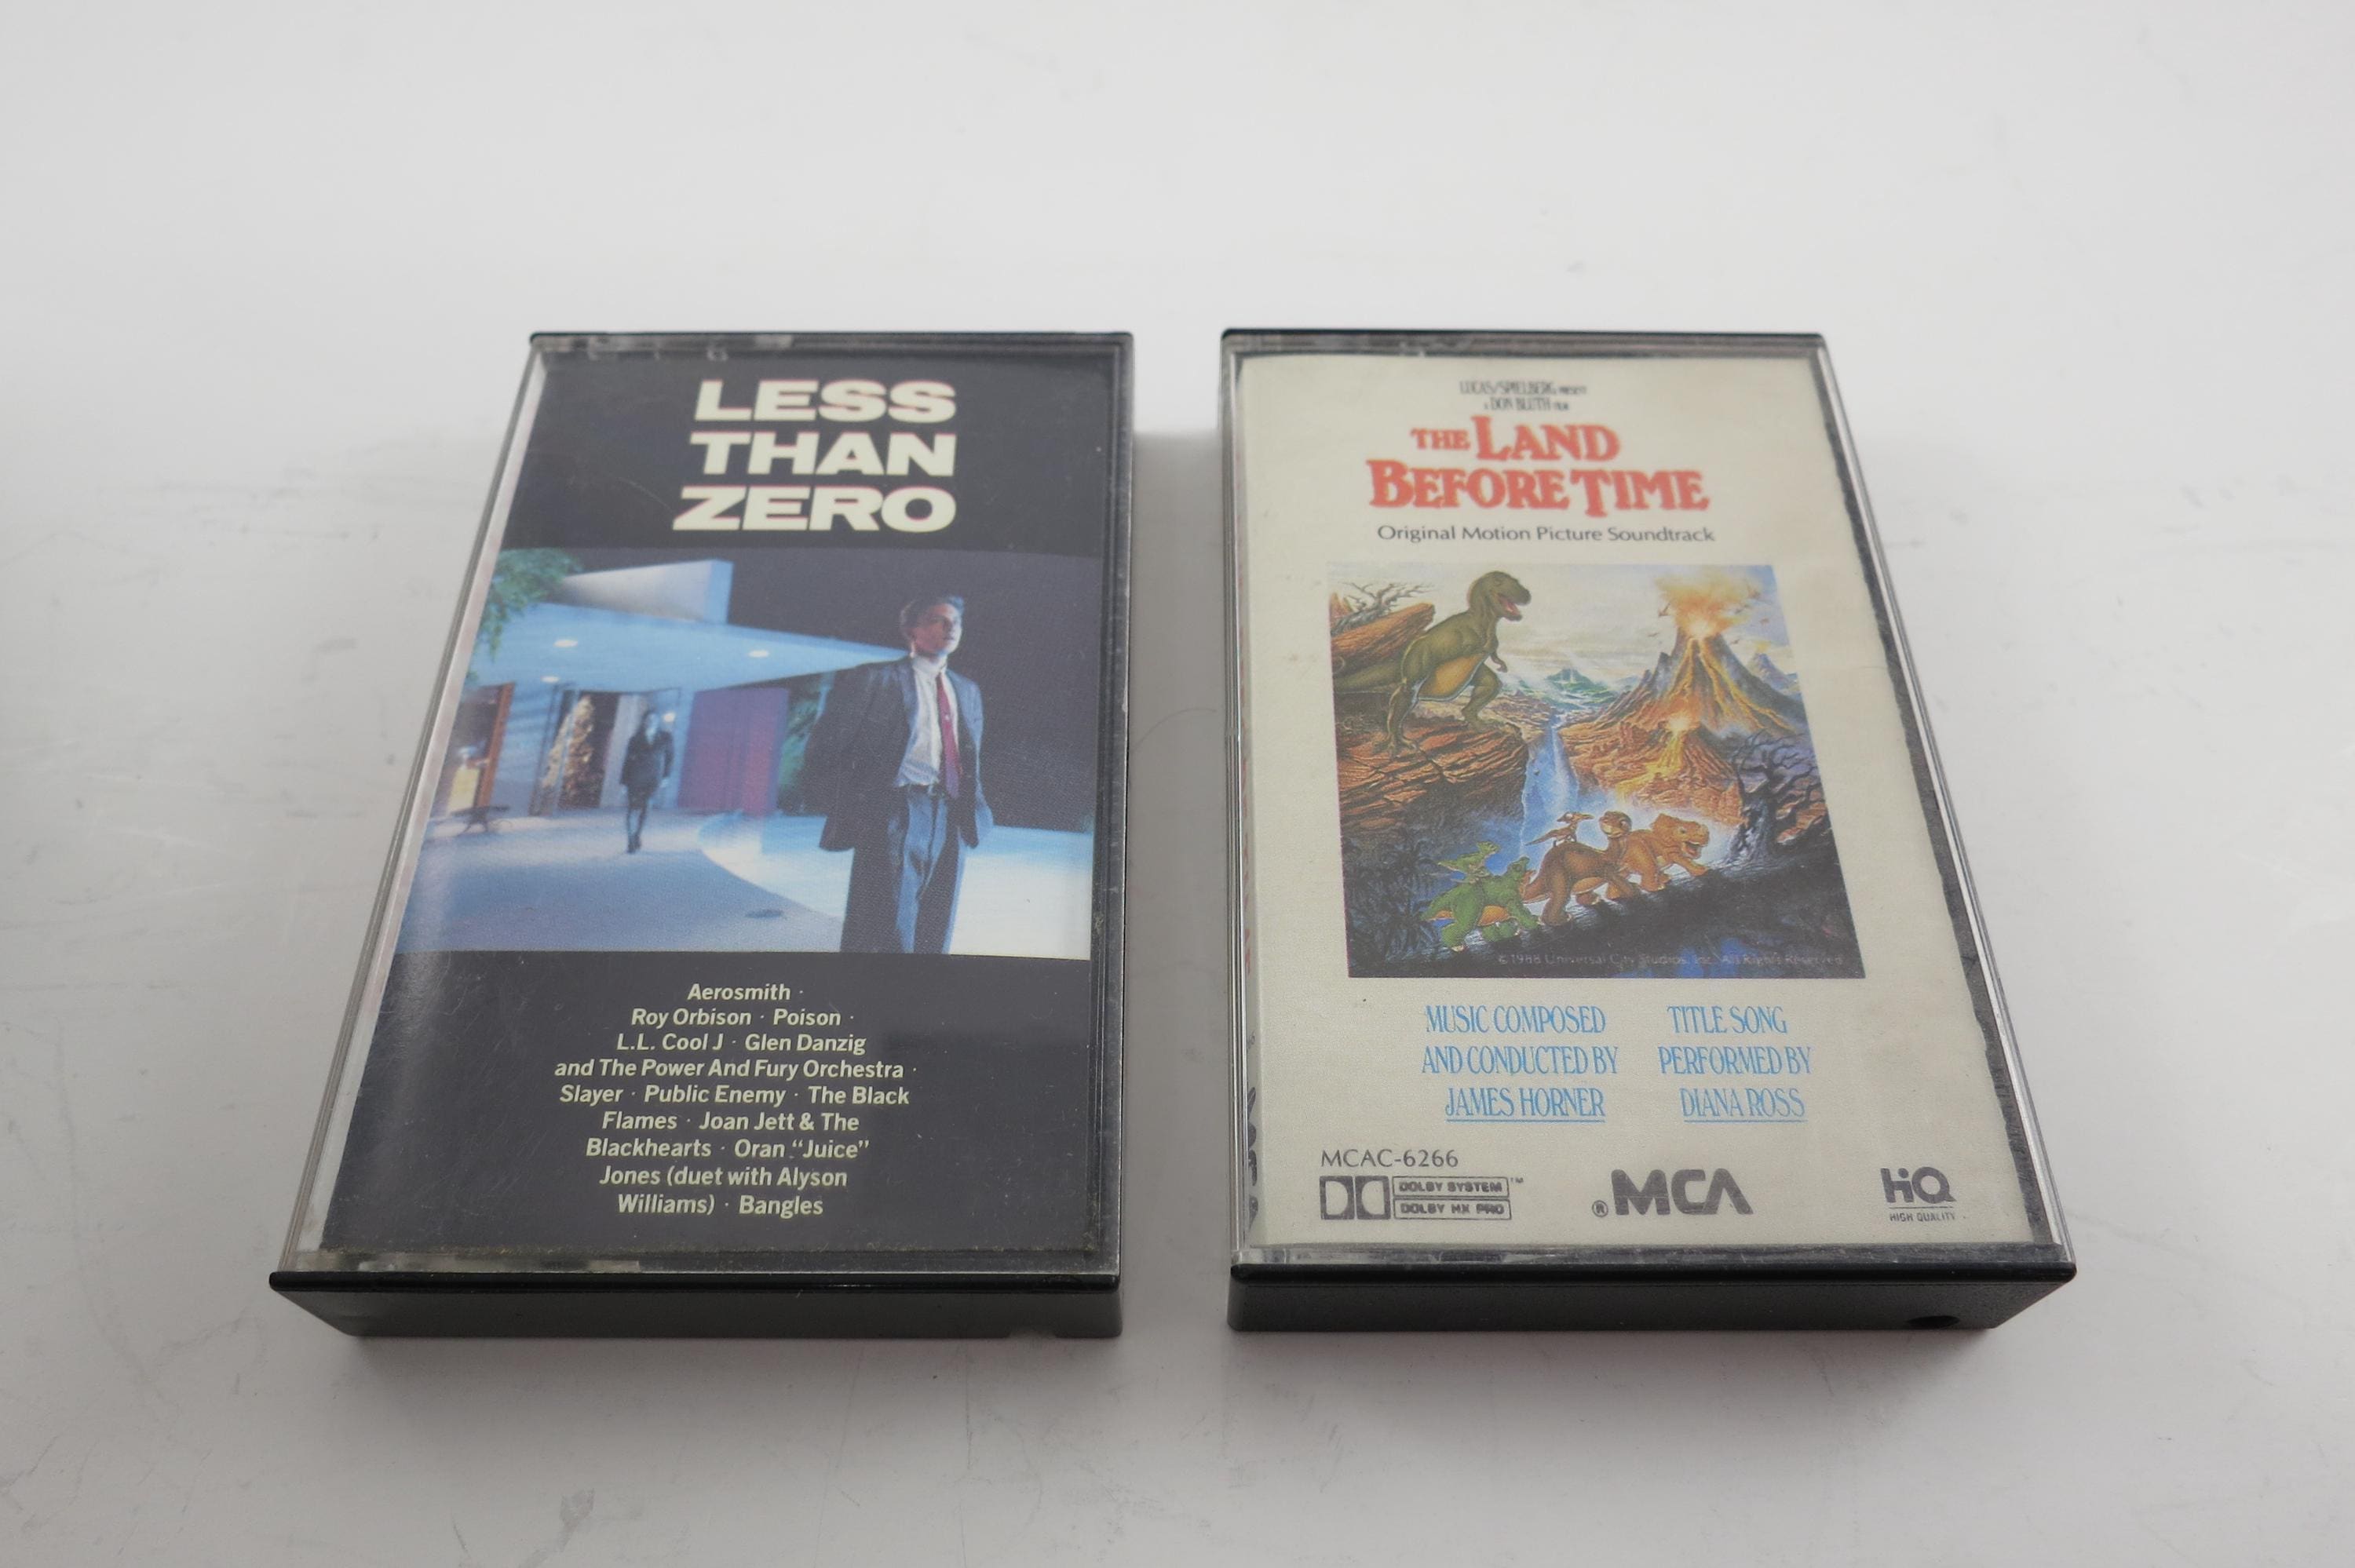 LESS
THAN
ZERO
Aerosmith ·
Roy Orbison · Poison ·
L.L. Cool J · Glen Danzig
and The Power And Fury Orchestra ·
Slayer · Public Enemy · The Black
Flames · Joan Jett & The
Blackhearts · Oran "Juice"
Jones (duet with Alyson
Williams) · Bangles
LUCAS/SPIELBERG PRESENT
A DON BLUTH FILM
THE LAND
BEFORE TIME
Original Motion Picture Soundtrack
© 1988 Universal City Studios, Inc. All Rights Reserved
MUSIC COMPOSED
AND CONDUCTED BY
JAMES HORNER
TITLE SONG
PERFORMED BY
DIANA ROSS
MCAC-6266
DOLBY SYSTEM™
DOLBY HX PRO
®MCA
HiQ
HIGH QUALITY